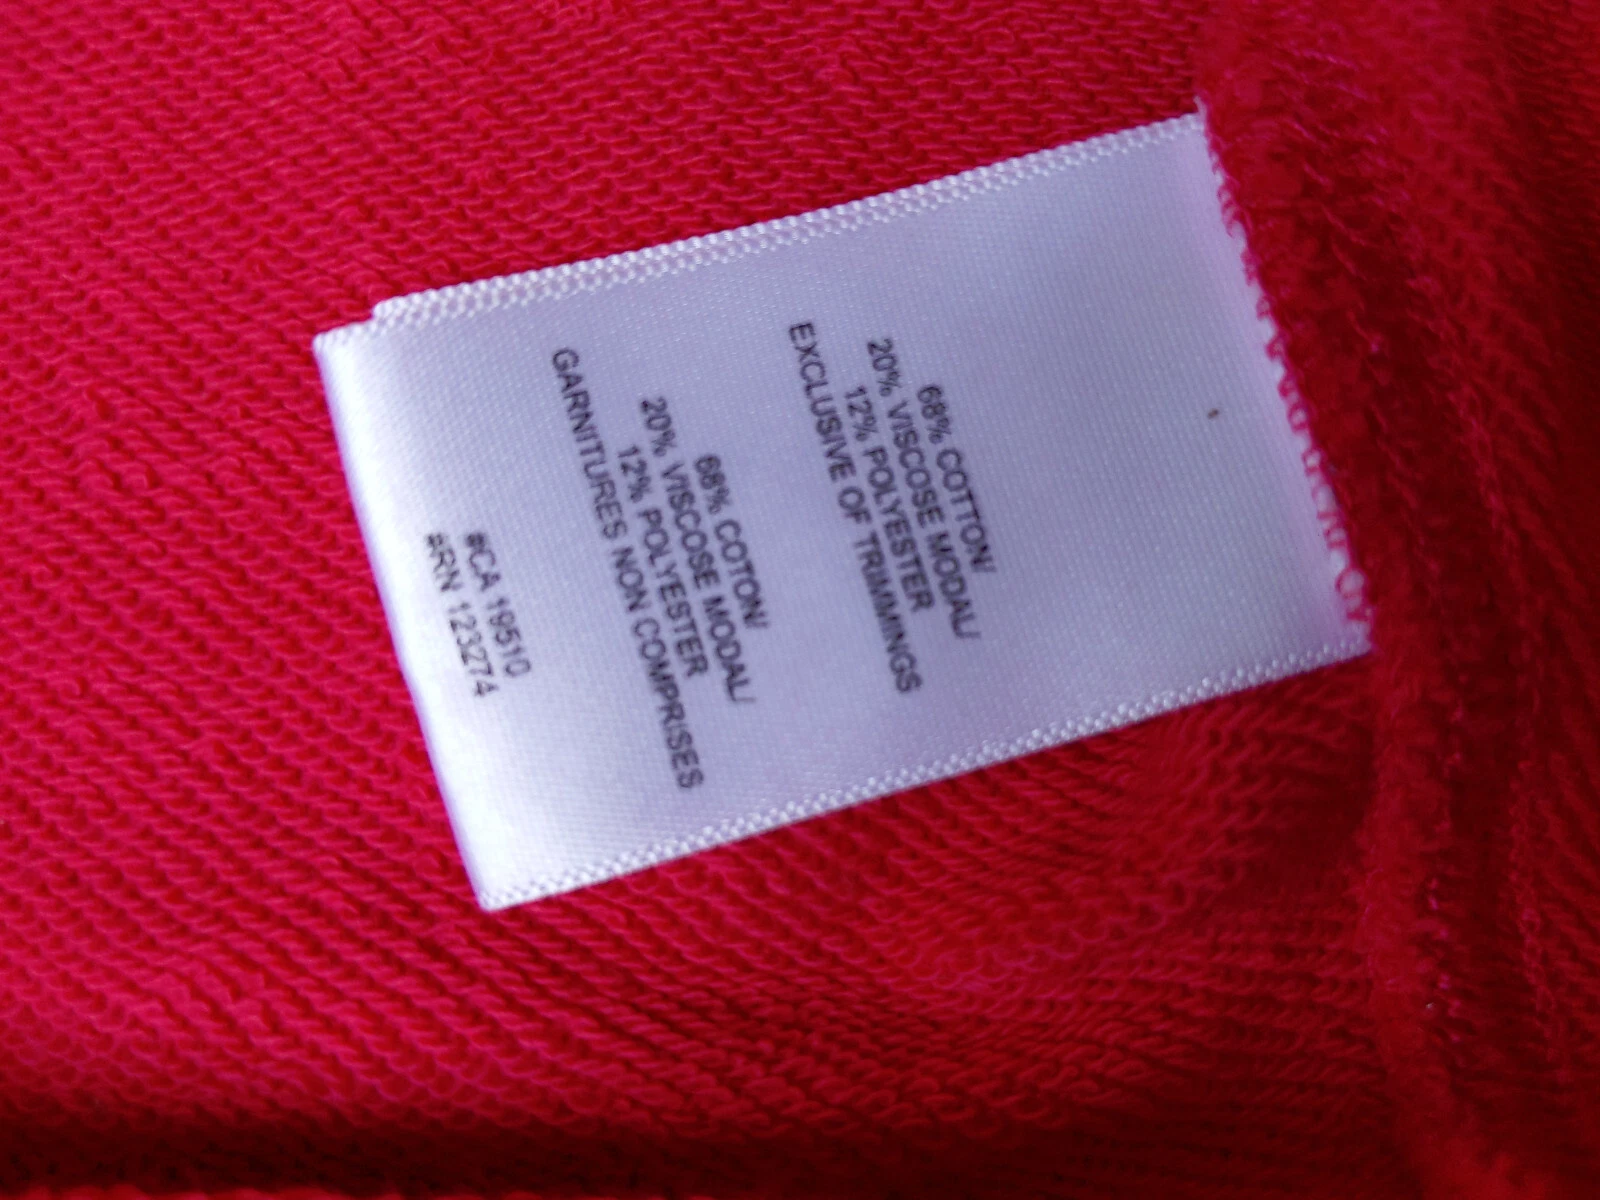 68% COTTON/
20% VISCOSE MODAL/
12% POLYESTER
EXCLUSIVE OF TRIMMINGS
68% COTON/
20% VISCOSE MODAL/
12% POLYESTER
GARNITURES NON COMPRISES
#CA 19510
#RN 123274